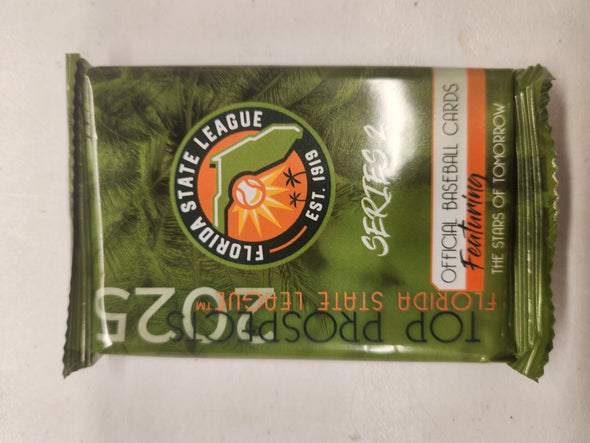 FLORIDA STATE LEAGUE
EST. 1919
SERIES 2
OFFICIAL BASEBALL CARDS
Featuring
THE STARS OF TOMORROW
2025
FLORIDA STATE LEAGUE™
TOP PROSPECTS